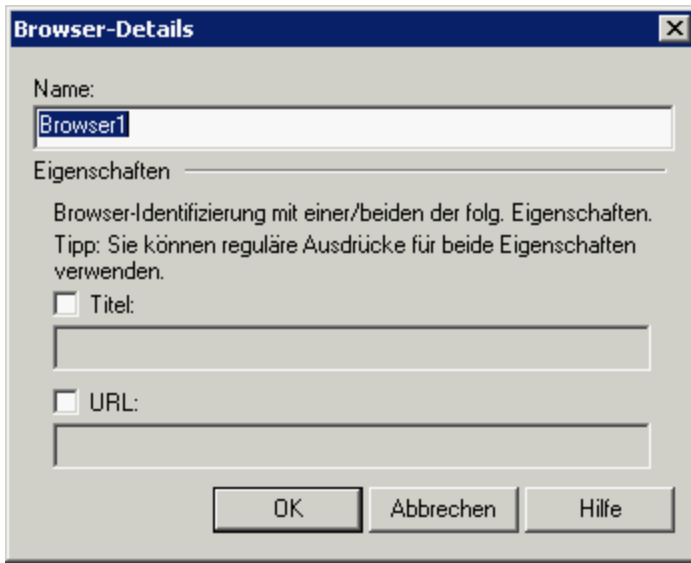 Browser-Details
Name:
Browser1
Eigenschaften
Browser-Identifizierung mit einer/beiden der folg. Eigenschaften.
Tipp: Sie können reguläre Ausdrücke für beide Eigenschaften
verwenden.
Titel:
URL:
OK Abbrechen Hilfe